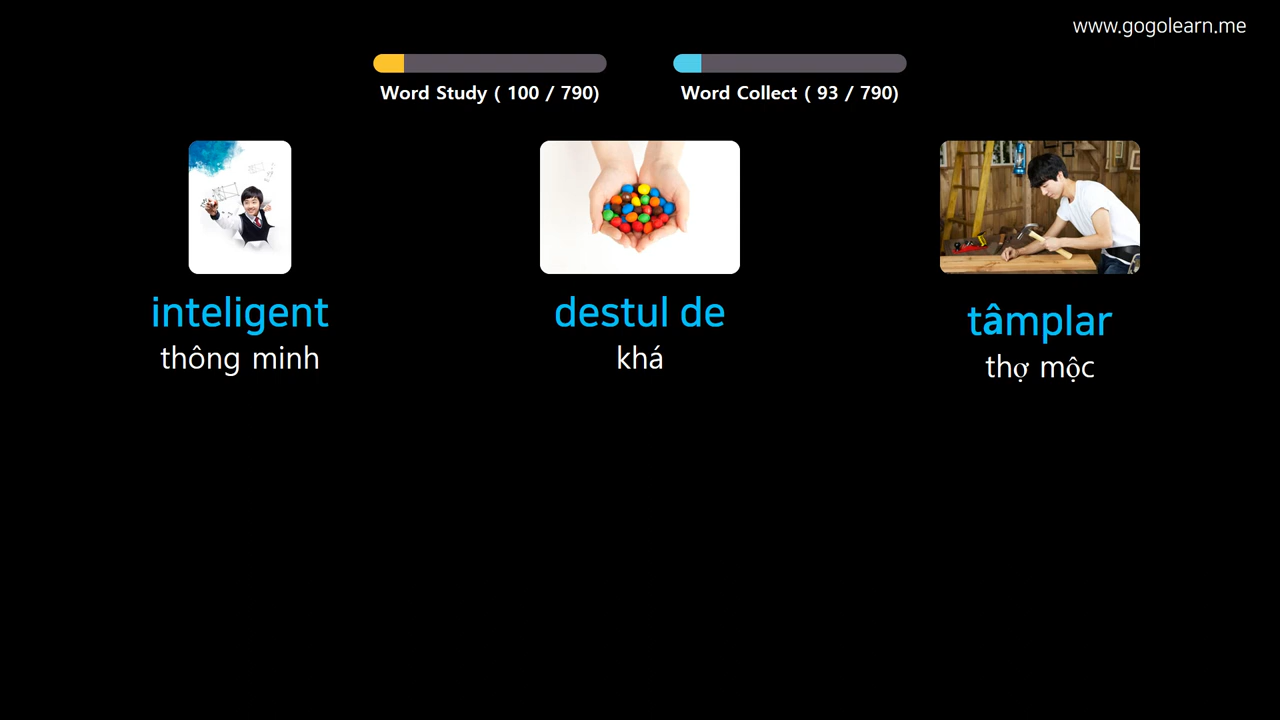 www.gogolearn.me
Word Study ( 100 / 790)
Word Collect ( 93 / 790)
inteligent
thông minh
destul de
khá
tâmplar
thợ mộc